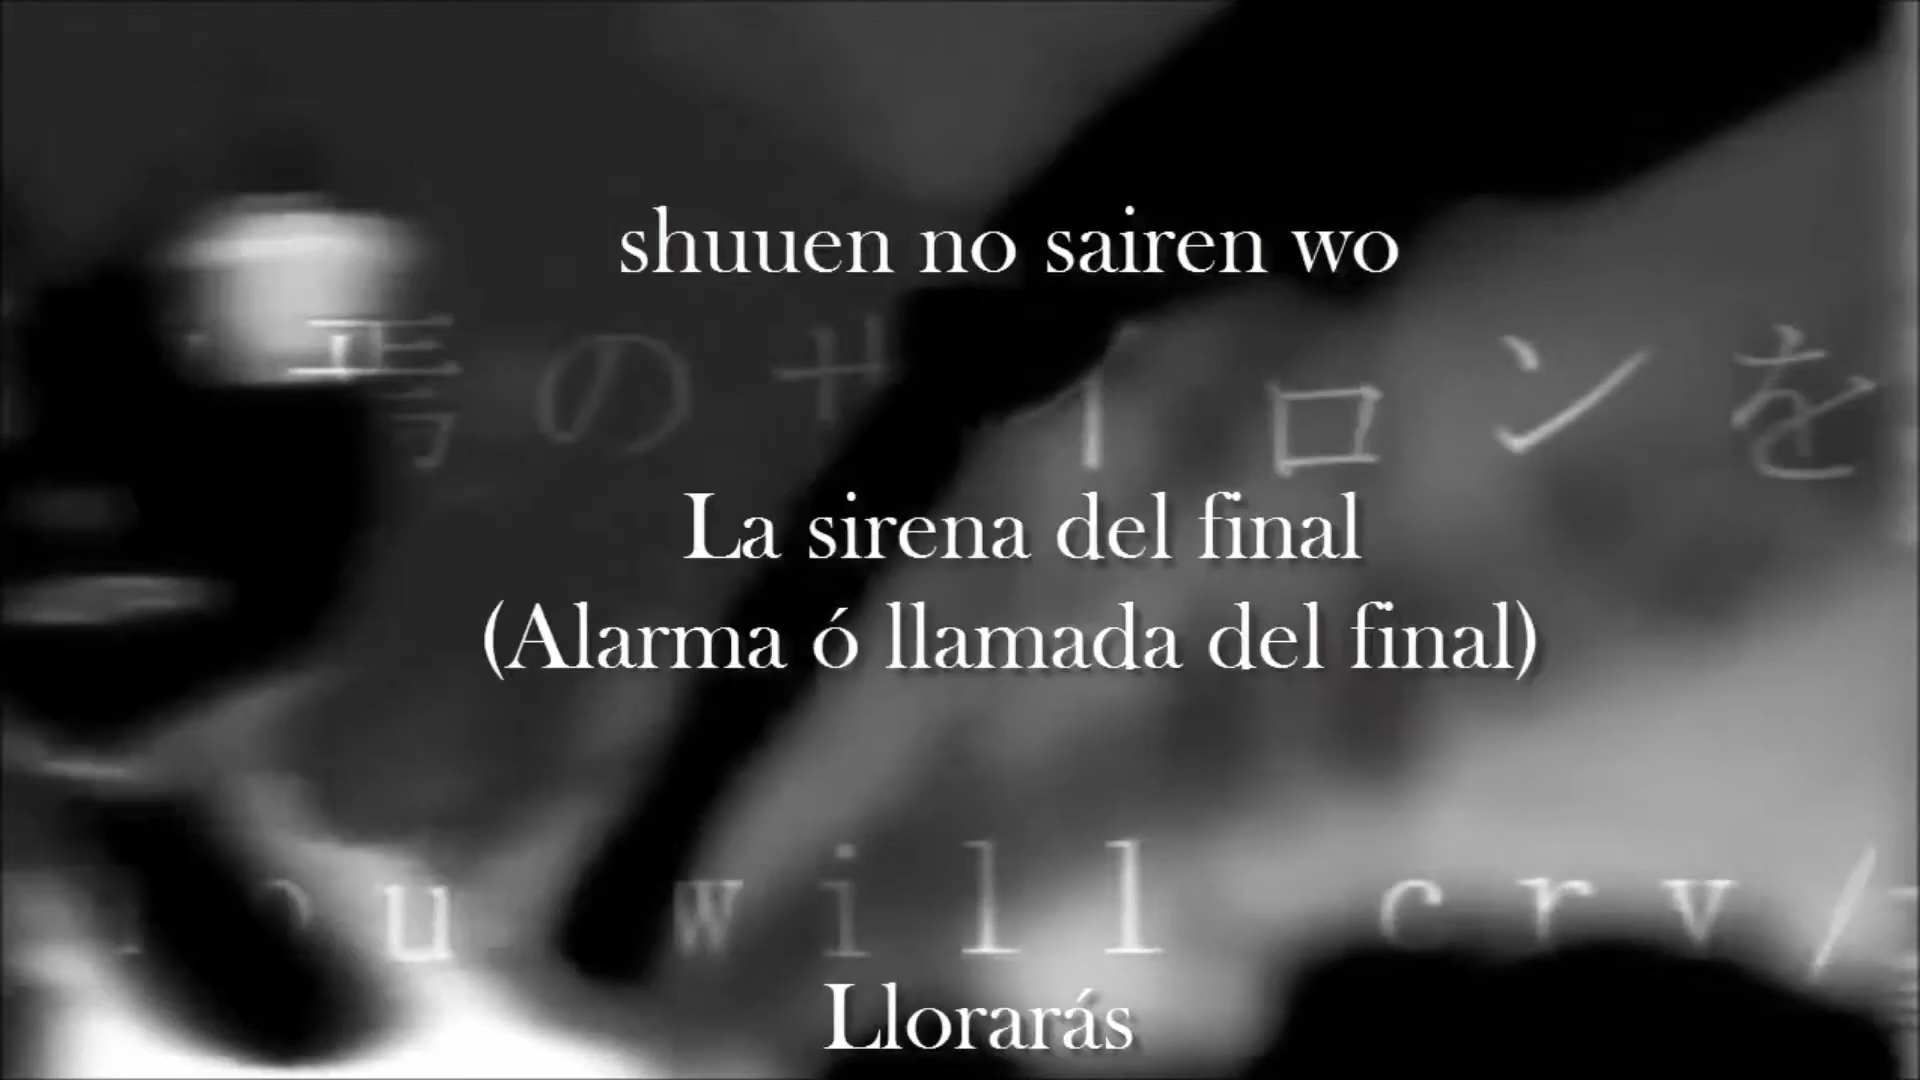 shuuen no sairen wo
のサイロンを
La sirena del final
(Alarma ó llamada del final)
will cry /
Llorarás